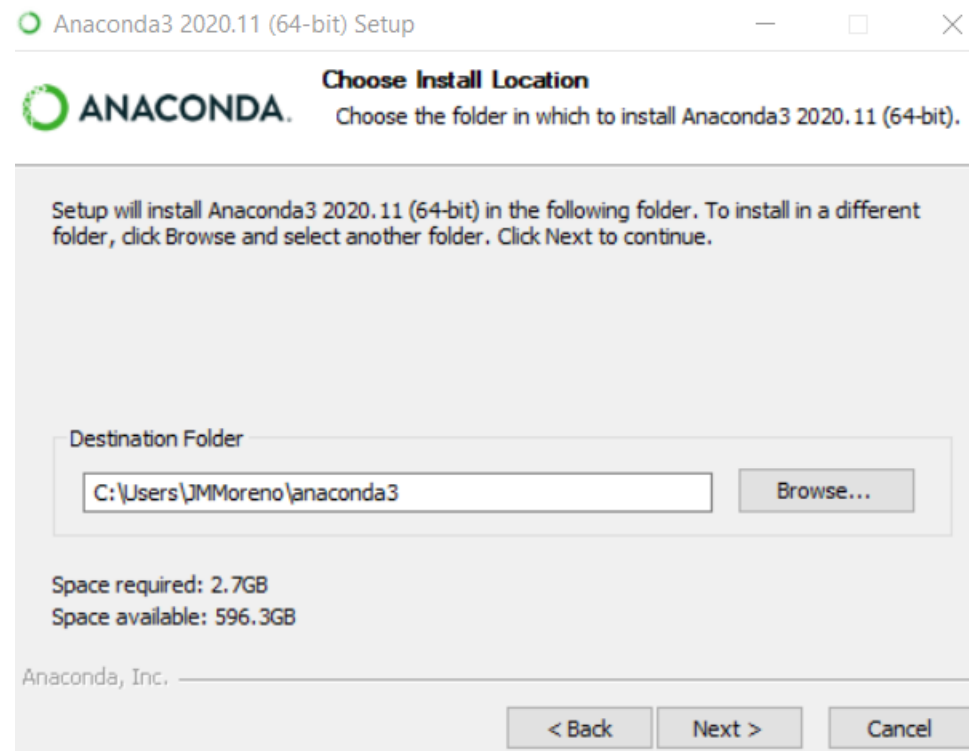 Anaconda3 2020.11 (64-bit) Setup
ANACONDA.
Choose Install Location
Choose the folder in which to install Anaconda3 2020.11 (64-bit).
Setup will install Anaconda3 2020.11 (64-bit) in the following folder. To install in a different
folder, click Browse and select another folder. Click Next to continue.
Destination Folder
C:\Users\JMMoreno\anaconda3
Browse...
Space required: 2.7GB
Space available: 596.3GB
Anaconda, Inc.
< Back
Next >
Cancel